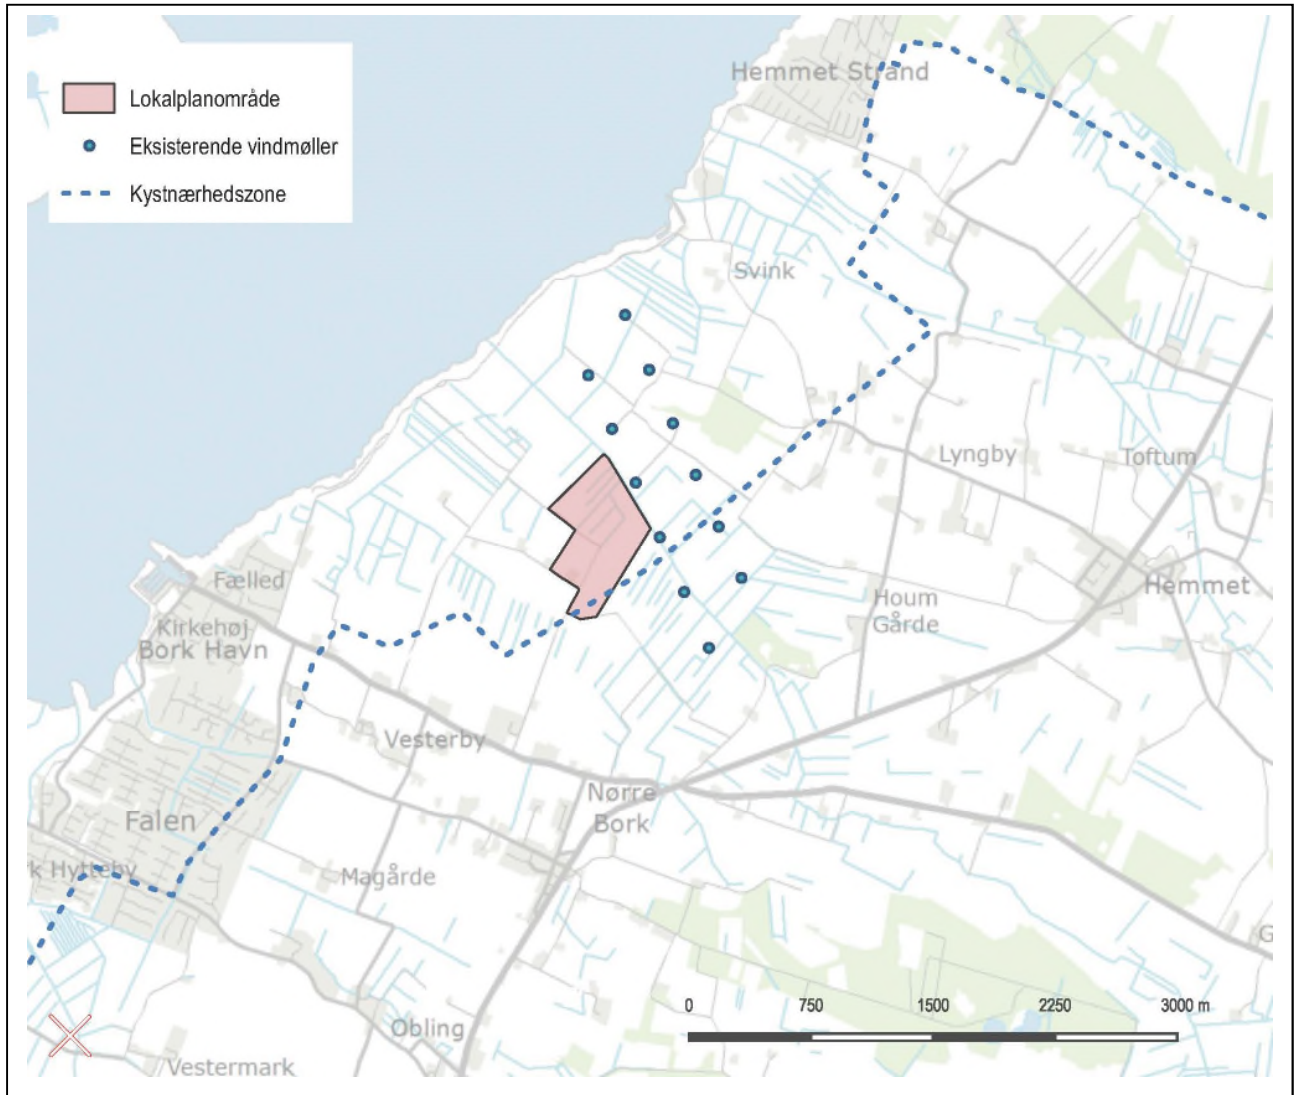 Hemmet Strand
Lokalplanområde
Eksisterende vindmøller
Kystnærhedszone
Svink
Lyngby
Toftum
Fælled
Hemmet
Houm
Gårde
Kirkehøj
Bork Havn
Vesterby
Nørre
Bork
Falen
k Hytteby
Magårde
G
0 750 1500 2250 3000 m
Obling
Vestermark